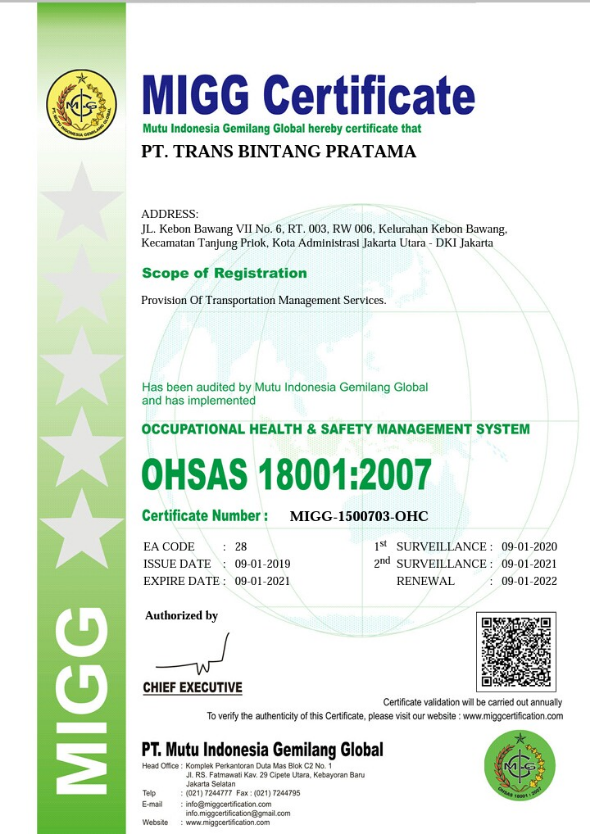 MIGG Certificate
Mutu Indonesia Gemilang Global hereby certificate that
PT. TRANS BINTANG PRATAMA
ADDRESS:
JL. Kebon Bawang VII No. 6, RT. 003, RW 006, Kelurahan Kebon Bawang,
Kecamatan Tanjung Priok, Kota Administrasi Jakarta Utara - DKI Jakarta
Scope of Registration
Provision Of Transportation Management Services.
Has been audited by Mutu Indonesia Gemilang Global
and has implemented
OCCUPATIONAL HEALTH & SAFETY MANAGEMENT SYSTEM
OHSAS 18001:2007
Certificate Number : MIGG-1500703-OHC
EA CODE : 28 1st SURVEILLANCE : 09-01-2020
ISSUE DATE : 09-01-2019 2nd SURVEILLANCE : 09-01-2021
EXPIRE DATE : 09-01-2021 RENEWAL : 09-01-2022
Authorized by
CHIEF EXECUTIVE
Certificate validation will be carried out annually
To verify the authenticity of this Certificate, please visit our website : www.miggcertification.com
MIGG
PT. Mutu Indonesia Gemilang Global
Head Office : Komplek Perkantoran Duta Mas Blok C2 No. 1
Jl. RS. Fatmawati Kav. 29 Cipete Utara, Kebayoran Baru
Jakarta Selatan
Telp : (021) 7244777 Fax : (021) 7244795
E-mail : info@miggcertification.com
info.miggcertification@gmail.com
Website : www.miggcertification.com
MIG
PT. MUTU INDONESIA GEMILANG GLOBAL
MIG
OHSAS 18001 : 2007